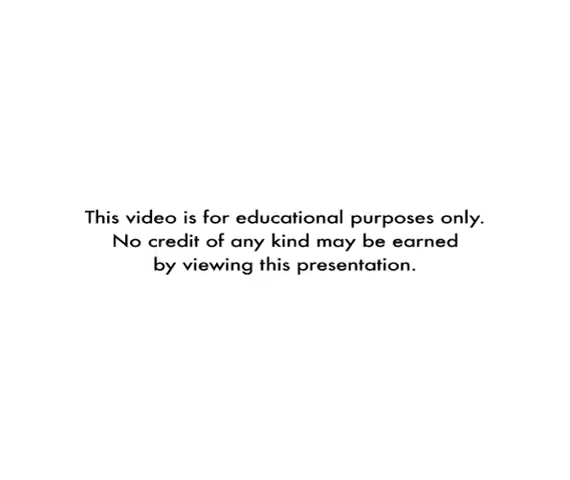 This video is for educational purposes only.
No credit of any kind may be earned
by viewing this presentation.